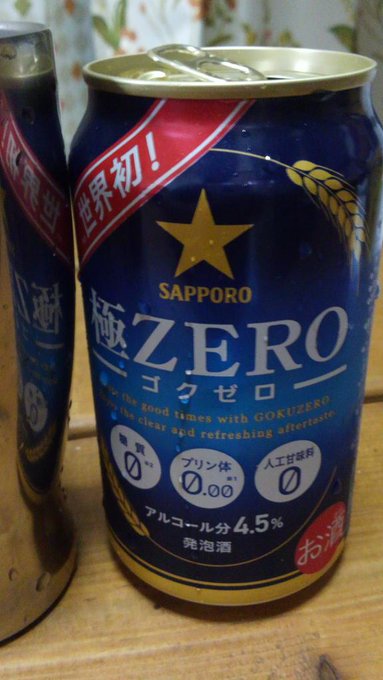 世界初!
SAPPORO
極ZERO
ゴクゼロ
the good times with GOKUZERO
the clear and refreshing aftertaste.
糖質
0
※2
プリン体
0.00
※1
人工甘味料
0
アルコール分4.5%
発泡酒
お酒